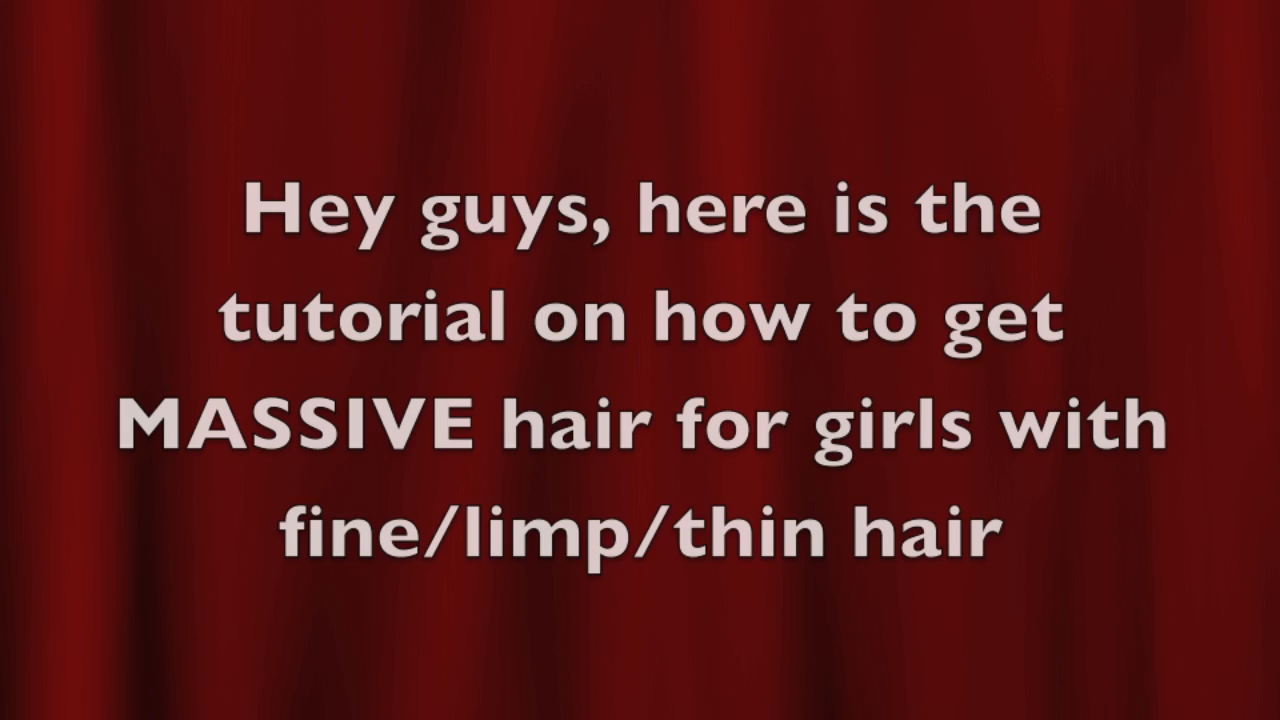 Hey guys, here is the
tutorial on how to get
MASSIVE hair for girls with
fine/limp/thin hair